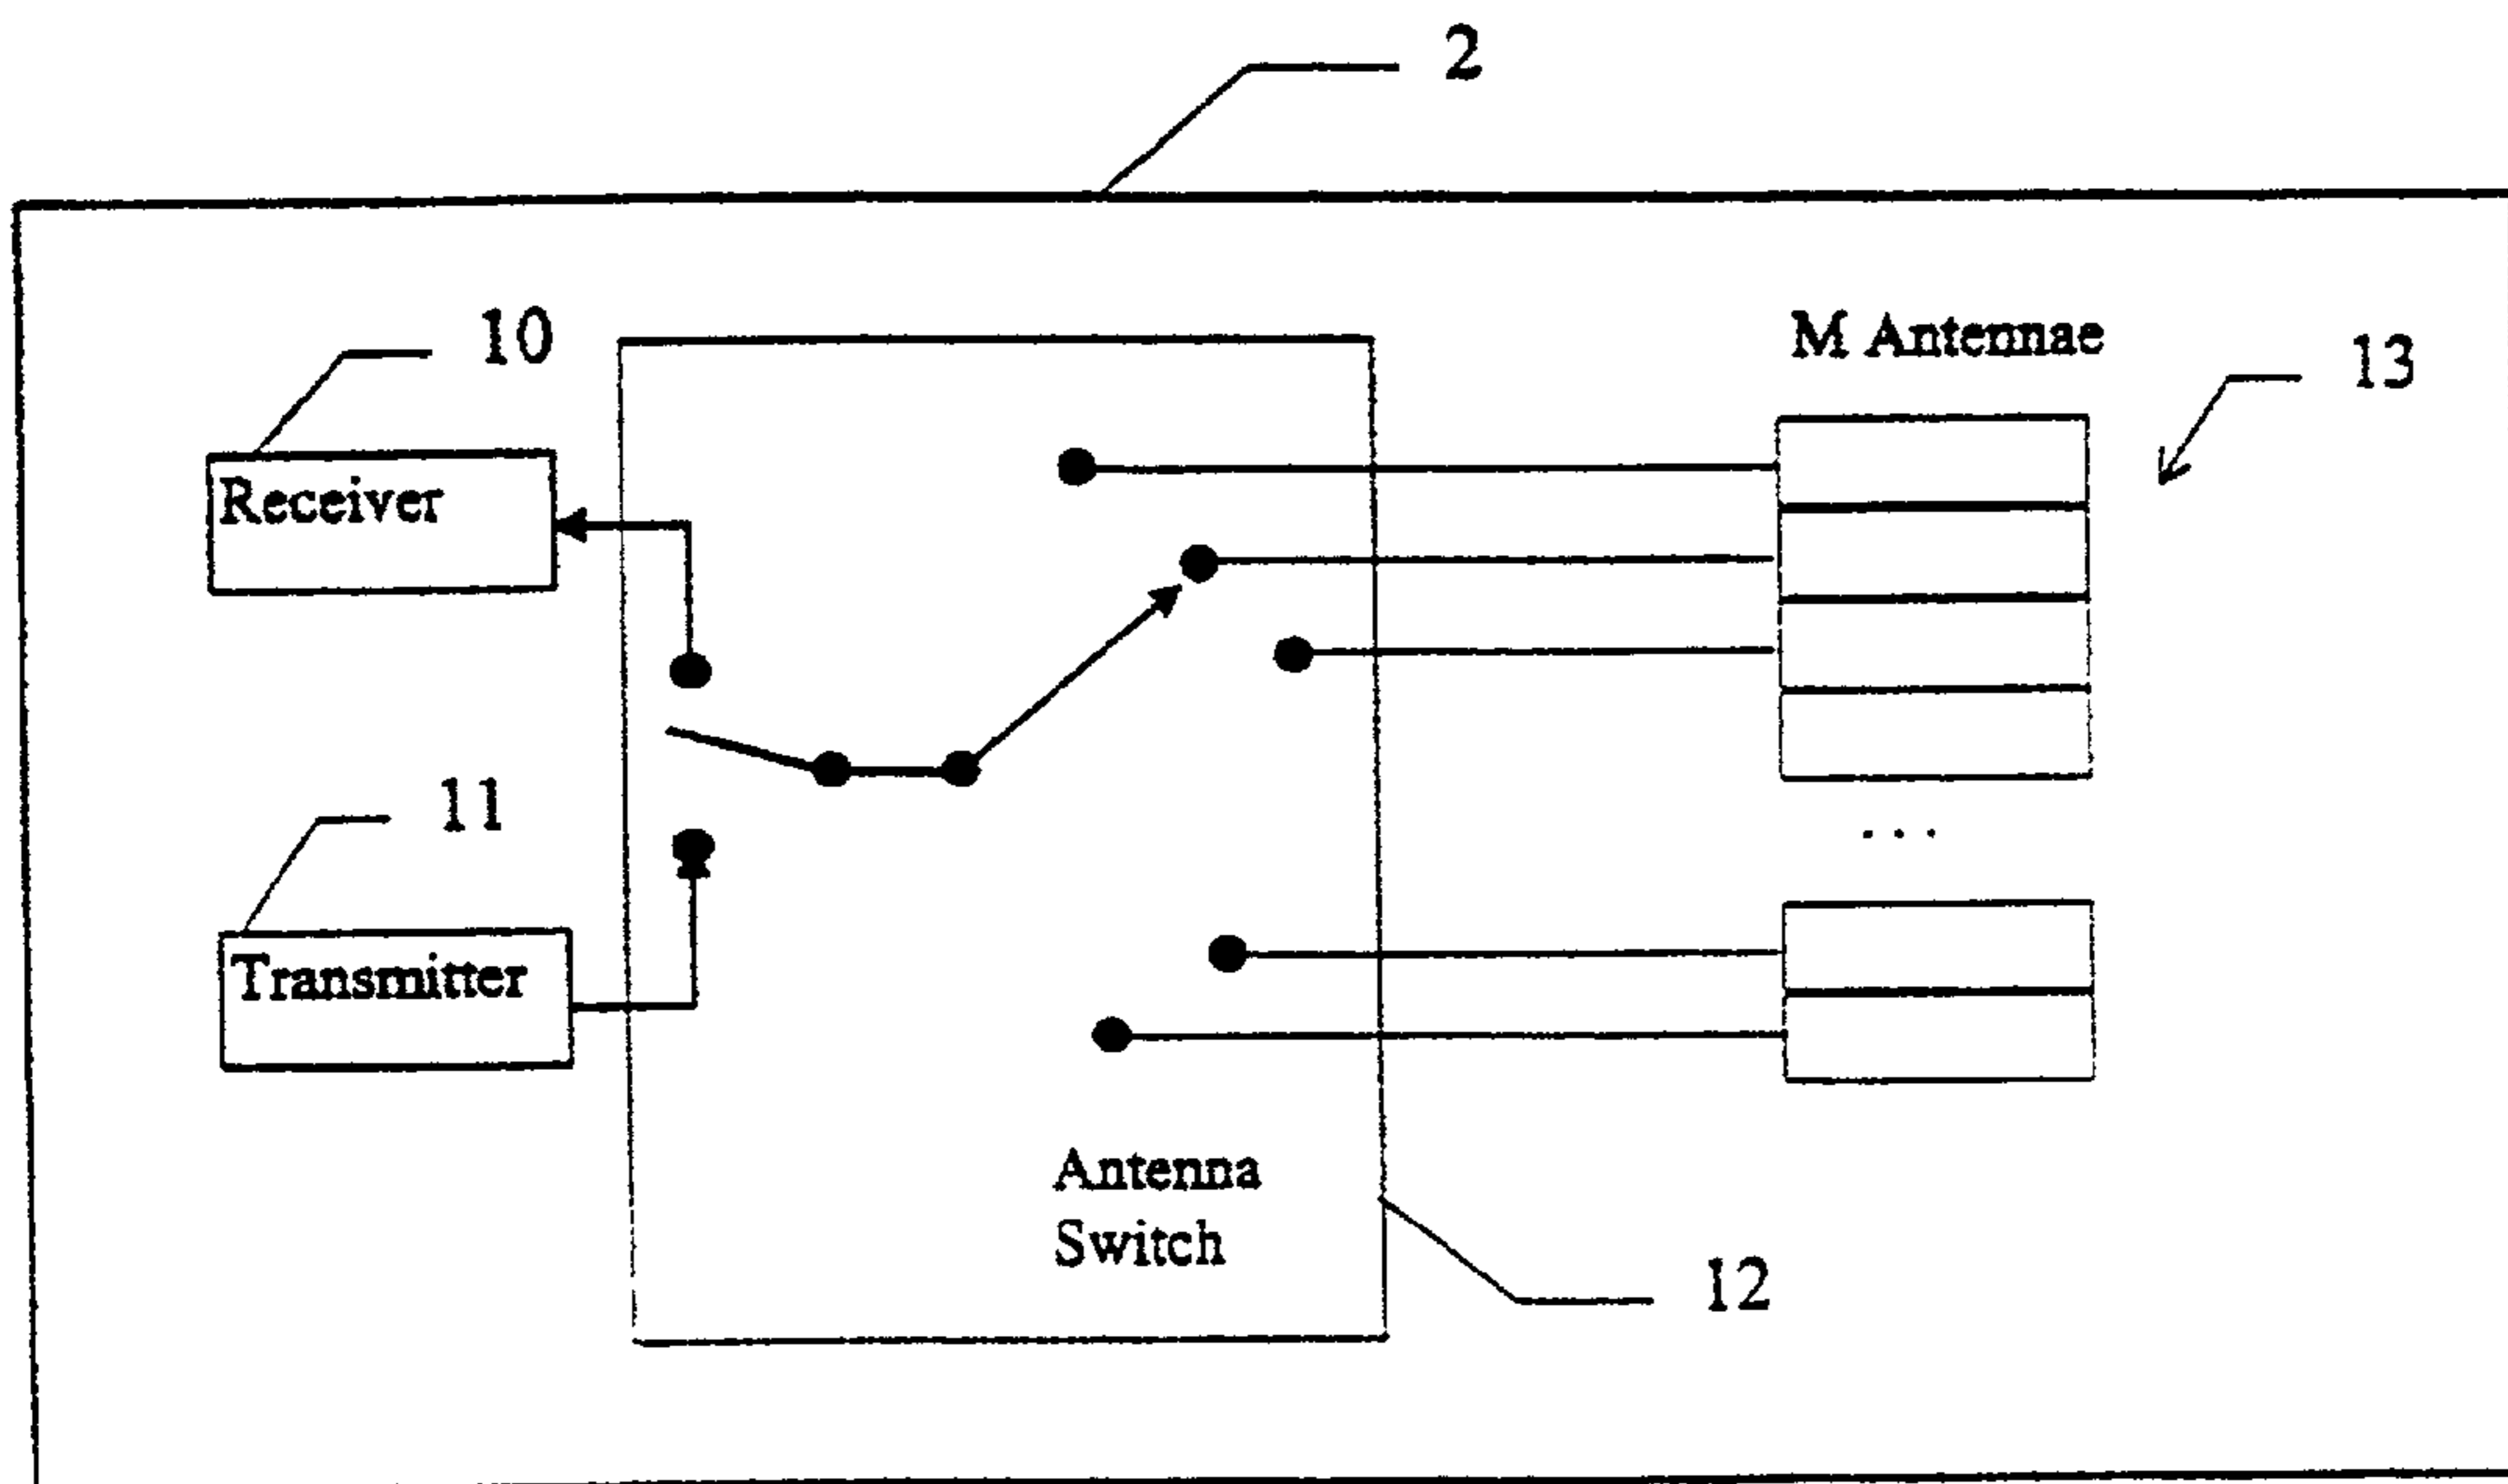 2
10
M Antennae
13
Receiver
11
...
Transmitter
Antenna
Switch
12